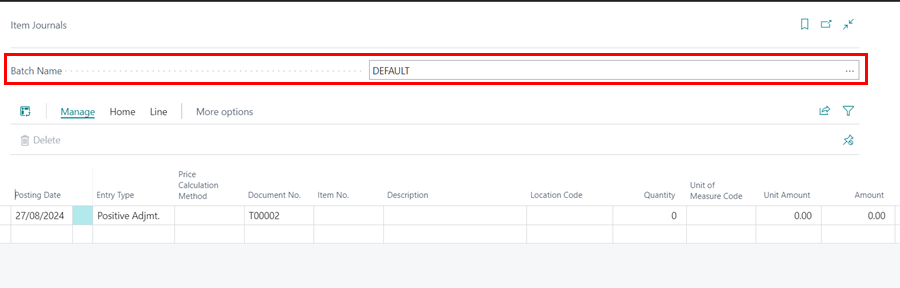 Item Journals
Batch Name DEFAULT ...
Manage Home Line More options
Delete
Posting Date Entry Type Price Calculation Method Document No. Item No. Description Location Code Quantity Unit of Measure Code Unit Amount Amount
27/08/2024 Positive Adjmt. T00002 0 0.00 0.00